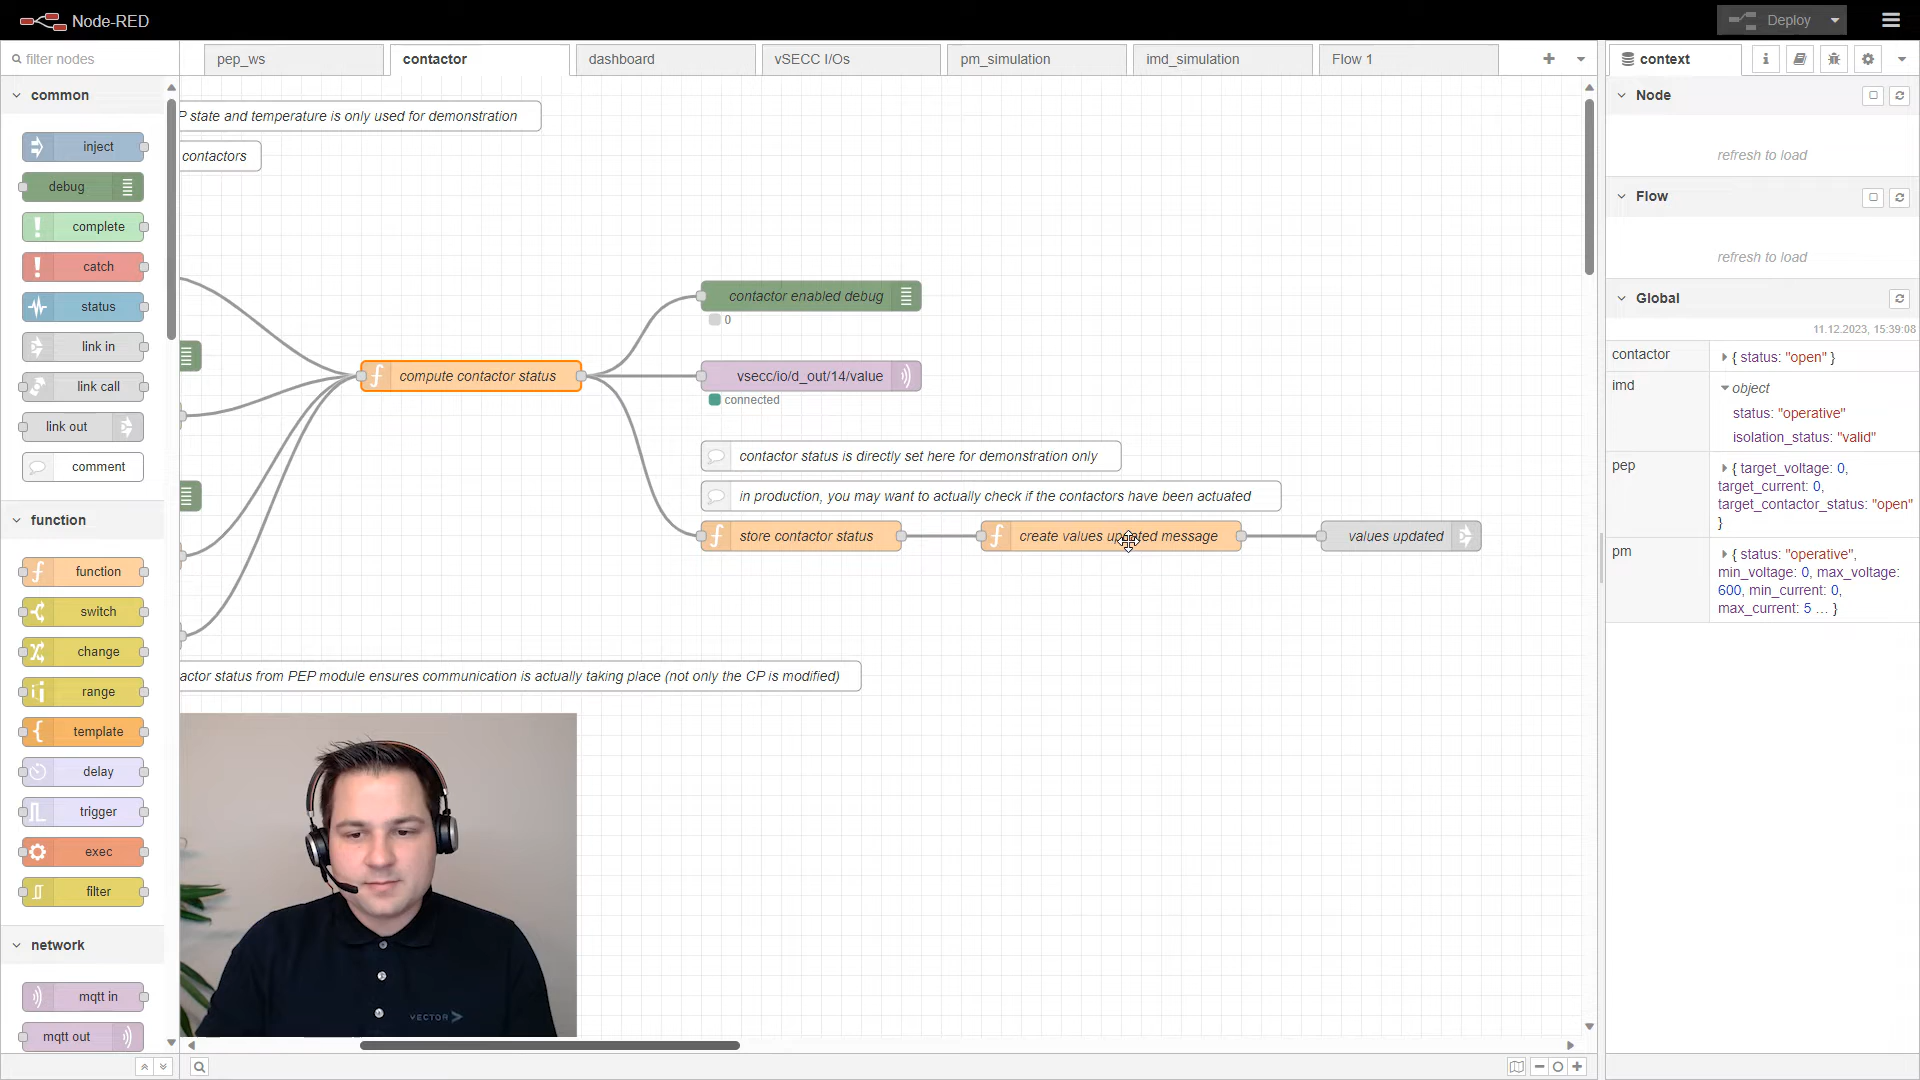 Node-RED
Deploy
filter nodes
pep_ws
contactor
dashboard
vSECC I/Os
pm_simulation
imd_simulation
Flow 1
context
common
inject
debug
complete
catch
status
link in
link call
link out
comment
function
function
switch
change
range
template
delay
trigger
exec
filter
network
mqtt in
mqtt out
P state and temperature is only used for demonstration
contactors
compute contactor status
contactor enabled debug
0
vsecc/io/d_out/14/value
connected
contactor status is directly set here for demonstration only
in production, you may want to actually check if the contactors have been actuated
store contactor status
create values updated message
values updated
actor status from PEP module ensures communication is actually taking place (not only the CP is modified)
VECTOR
Node
refresh to load
Flow
refresh to load
Global
11.12.2023, 15:39:08
contactor
{ status: "open" }
imd
object
status: "operative"
isolation_status: "valid"
pep
{ target_voltage: 0,
target_current: 0,
target_contactor_status: "open"
}
pm
{ status: "operative",
min_voltage: 0, max_voltage:
600, min_current: 0,
max_current: 5 … }